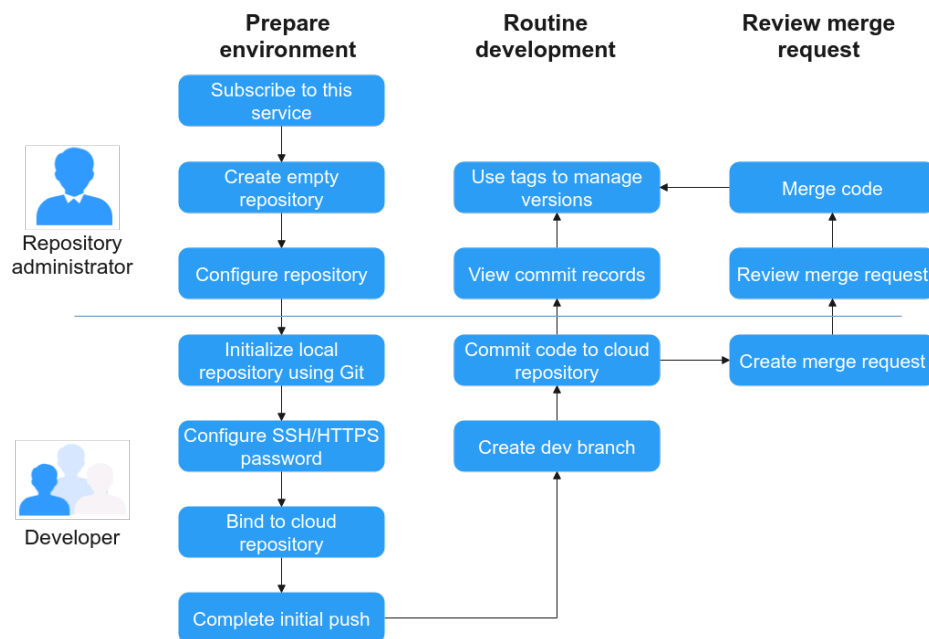 Prepare
environment
Routine
development
Review merge
request
Subscribe to this
service
Create empty
repository
Use tags to manage
versions
Merge code
Repository
administrator
Configure repository
View commit records
Review merge request
Initialize local
repository using Git
Commit code to cloud
repository
Create merge request
Configure SSH/HTTPS
password
Create dev branch
Developer
Bind to cloud
repository
Complete initial push